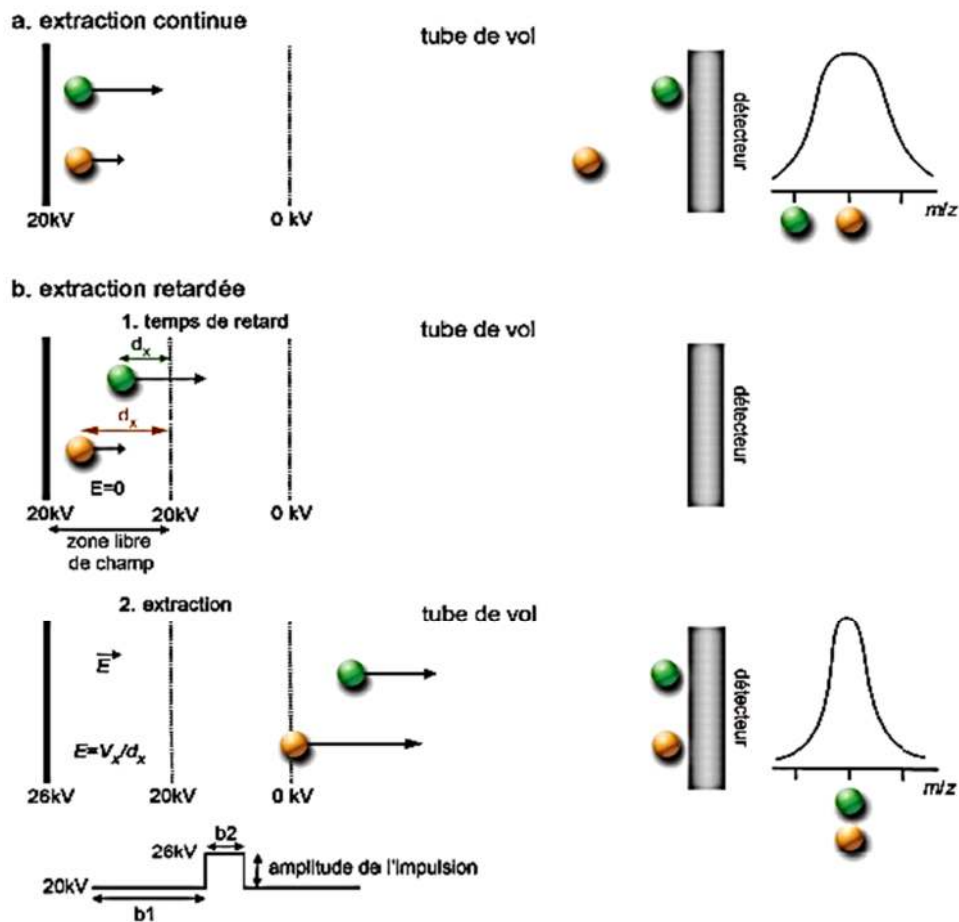 a. extraction continue
tube de vol
détecteur
20kV
0 kV
m/z
b. extraction retardée
1. temps de retard
tube de vol
dx
dx
E=0
détecteur
20kV
20kV
0 kV
zone libre
de champ
2. extraction
tube de vol
E
E=Vx/dx
détecteur
26kV
20kV
0 kV
m/z
b2
26kV
amplitude de l'impulsion
20kV
b1